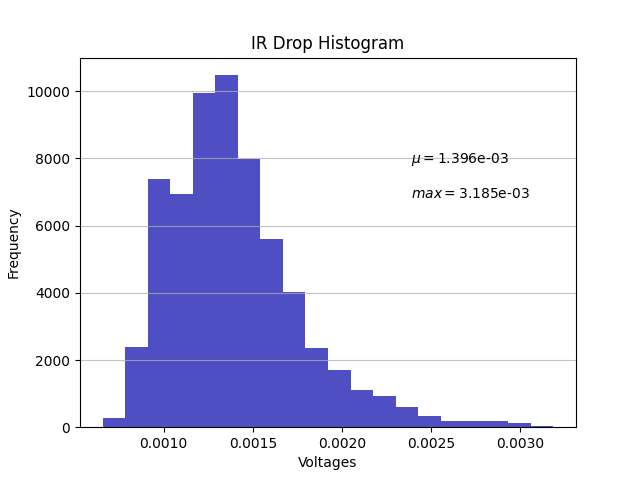 IR Drop Histogram
10000
8000
6000
4000
2000
0
Frequency
μ = 1.396e-03
max = 3.185e-03
0.0010 0.0015 0.0020 0.0025 0.0030
Voltages